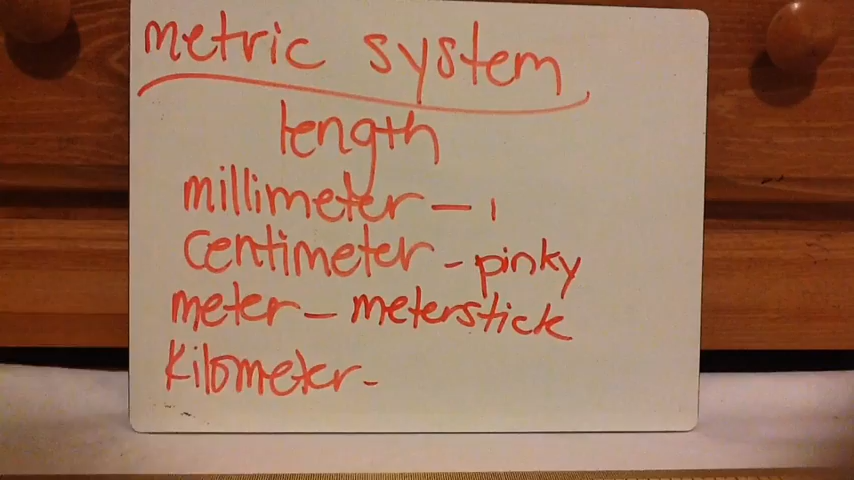 metric system
length
millimeter - ı
centimeter - pinky
meter - meterstick
Kilometer -